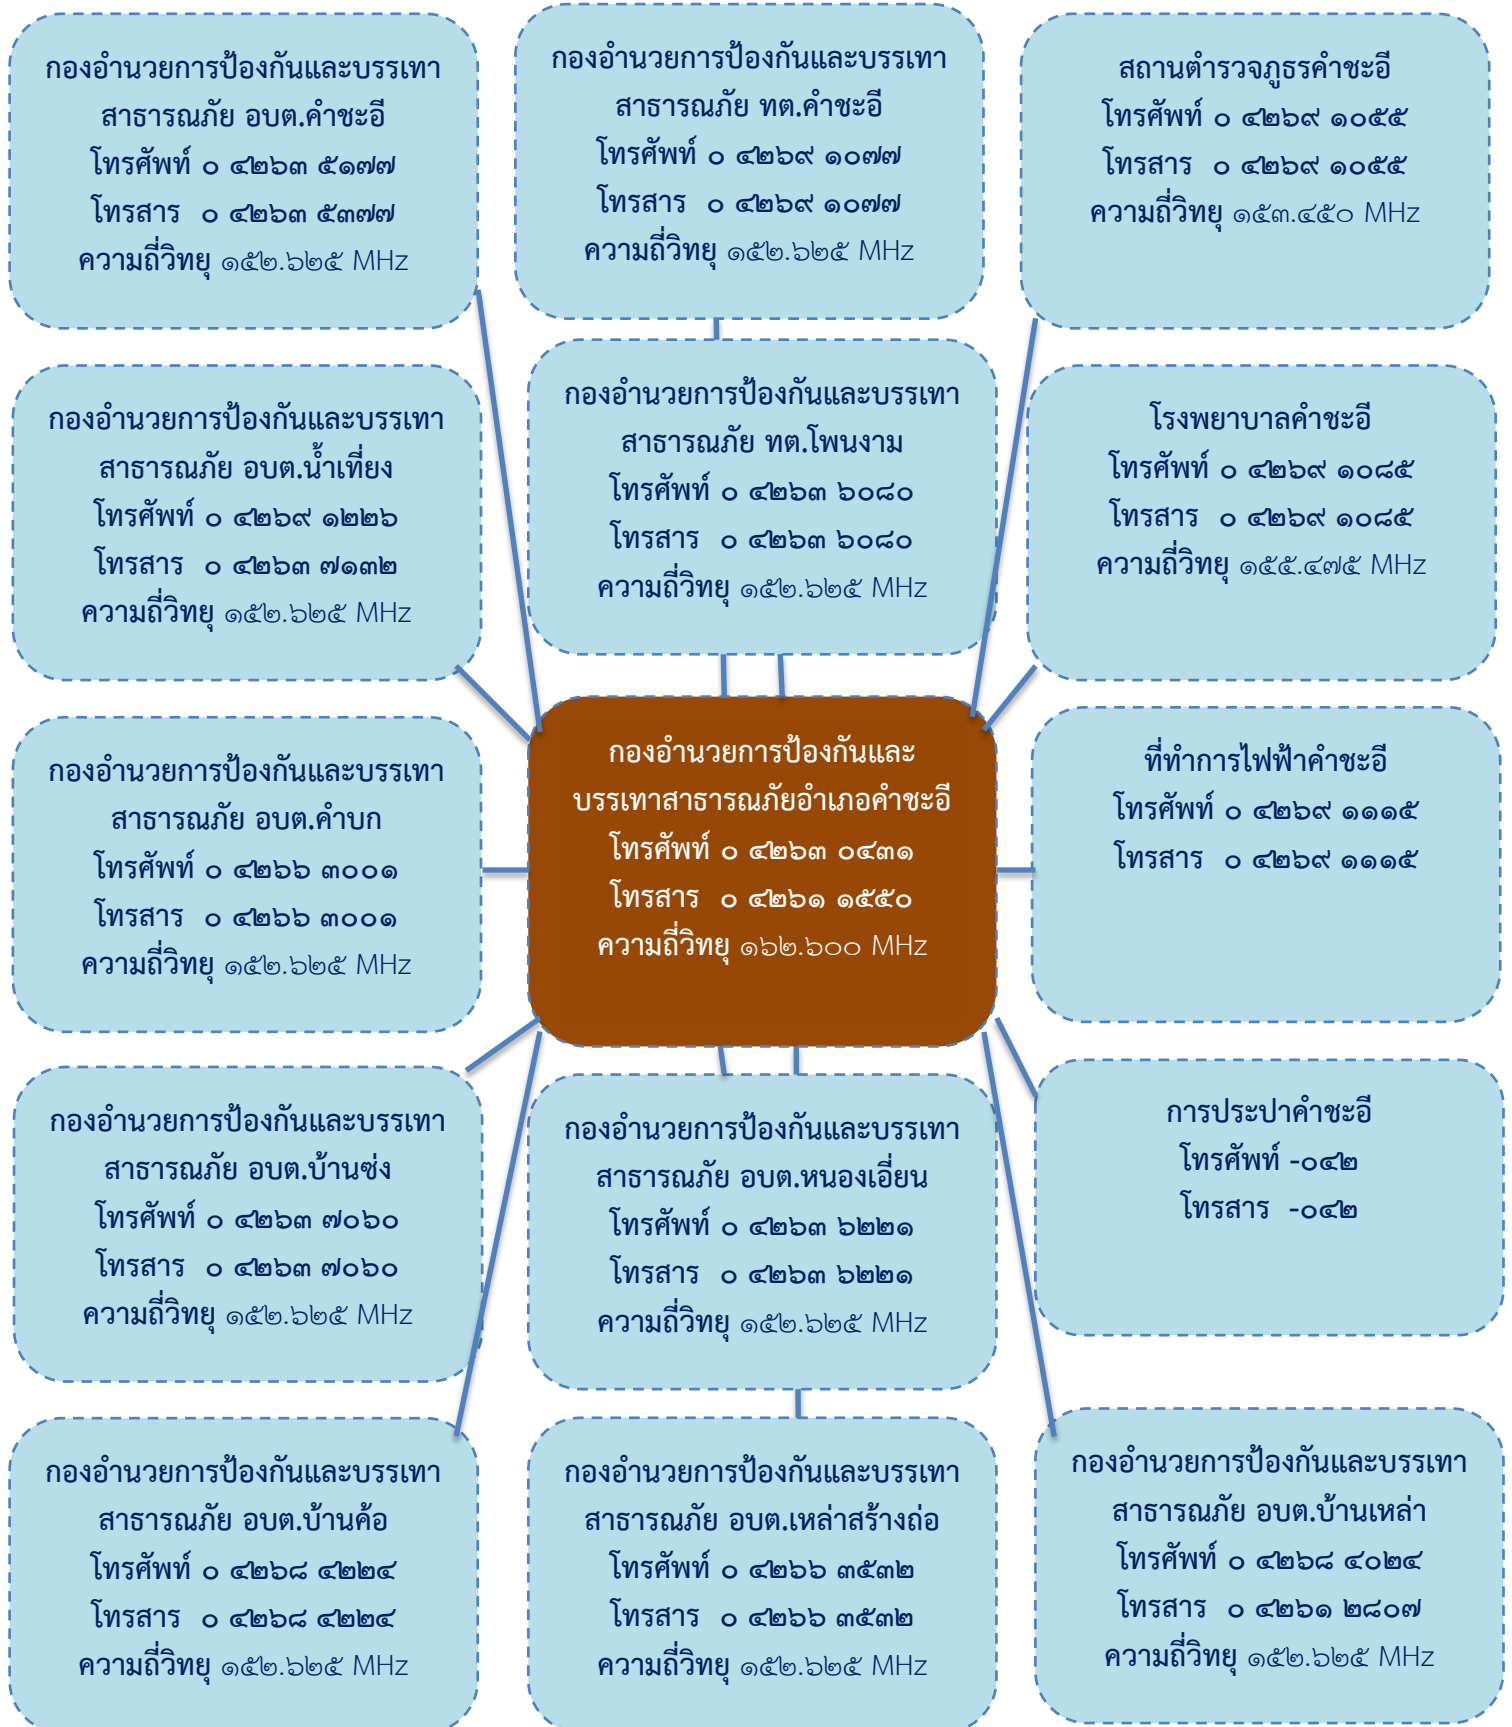 กองอำนวยการป้องกันและบรรเทา
สาธารณภัย อบต.คำชะอี
โทรศัพท์ ๐ ๔๒๖๓ ๕๑๗๗
โทรสาร ๐ ๔๒๖๓ ๕๓๗๗
ความถี่วิทยุ ๑๕๒.๖๒๕ MHz
กองอำนวยการป้องกันและบรรเทา
สาธารณภัย ทต.คำชะอี
โทรศัพท์ ๐ ๔๒๖๙ ๑๐๗๗
โทรสาร ๐ ๔๒๖๙ ๑๐๗๗
ความถี่วิทยุ ๑๕๒.๖๒๕ MHz
สถานตำรวจภูธรคำชะอี
โทรศัพท์ ๐ ๔๒๖๙ ๑๐๕๕
โทรสาร ๐ ๔๒๖๙ ๑๐๕๕
ความถี่วิทยุ ๑๕๓.๔๕๐ MHz
กองอำนวยการป้องกันและบรรเทา
สาธารณภัย อบต.น้ำเที่ยง
โทรศัพท์ ๐ ๔๒๖๙ ๑๒๒๖
โทรสาร ๐ ๔๒๖๓ ๗๑๓๒
ความถี่วิทยุ ๑๕๒.๖๒๕ MHz
กองอำนวยการป้องกันและบรรเทา
สาธารณภัย ทต.โพนงาม
โทรศัพท์ ๐ ๔๒๖๓ ๖๐๘๐
โทรสาร ๐ ๔๒๖๓ ๖๐๘๐
ความถี่วิทยุ ๑๕๒.๖๒๕ MHz
โรงพยาบาลคำชะอี
โทรศัพท์ ๐ ๔๒๖๙ ๑๐๘๕
โทรสาร ๐ ๔๒๖๙ ๑๐๘๕
ความถี่วิทยุ ๑๕๕.๔๗๕ MHz
กองอำนวยการป้องกันและบรรเทา
สาธารณภัย อบต.คำบก
โทรศัพท์ ๐ ๔๒๖๖ ๓๐๐๑
โทรสาร ๐ ๔๒๖๖ ๓๐๐๑
ความถี่วิทยุ ๑๕๒.๖๒๕ MHz
กองอำนวยการป้องกันและ
บรรเทาสาธารณภัยอำเภอคำชะอี
โทรศัพท์ ๐ ๔๒๖๓ ๐๔๓๑
โทรสาร ๐ ๔๒๖๑ ๑๕๕๐
ความถี่วิทยุ ๑๖๒.๖๐๐ MHz
ที่ทำการไฟฟ้าคำชะอี
โทรศัพท์ ๐ ๔๒๖๙ ๑๑๑๕
โทรสาร ๐ ๔๒๖๙ ๑๑๑๕
กองอำนวยการป้องกันและบรรเทา
สาธารณภัย อบต.บ้านซ่ง
โทรศัพท์ ๐ ๔๒๖๓ ๗๐๖๐
โทรสาร ๐ ๔๒๖๓ ๗๐๖๐
ความถี่วิทยุ ๑๕๒.๖๒๕ MHz
กองอำนวยการป้องกันและบรรเทา
สาธารณภัย อบต.หนองเอี่ยน
โทรศัพท์ ๐ ๔๒๖๓ ๖๒๒๑
โทรสาร ๐ ๔๒๖๓ ๖๒๒๑
ความถี่วิทยุ ๑๕๒.๖๒๕ MHz
การประปาคำชะอี
โทรศัพท์ -๐๔๒
โทรสาร -๐๔๒
กองอำนวยการป้องกันและบรรเทา
สาธารณภัย อบต.บ้านค้อ
โทรศัพท์ ๐ ๔๒๖๘ ๔๒๒๔
โทรสาร ๐ ๔๒๖๘ ๔๒๒๔
ความถี่วิทยุ ๑๕๒.๖๒๕ MHz
กองอำนวยการป้องกันและบรรเทา
สาธารณภัย อบต.เหล่าสร้างถ่อ
โทรศัพท์ ๐ ๔๒๖๖ ๓๕๓๒
โทรสาร ๐ ๔๒๖๖ ๓๕๓๒
ความถี่วิทยุ ๑๕๒.๖๒๕ MHz
กองอำนวยการป้องกันและบรรเทา
สาธารณภัย อบต.บ้านเหล่า
โทรศัพท์ ๐ ๔๒๖๘ ๔๐๒๔
โทรสาร ๐ ๔๒๖๑ ๒๘๐๗
ความถี่วิทยุ ๑๕๒.๖๒๕ MHz